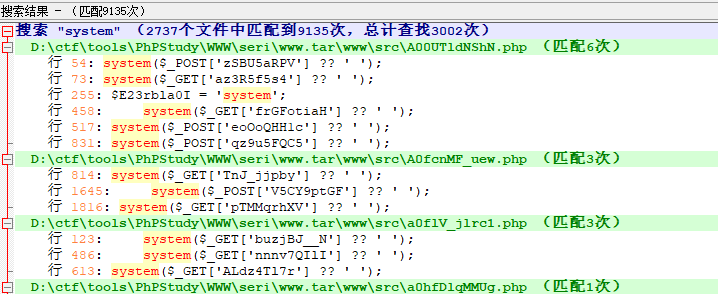 搜索结果 - (匹配9135次)
搜索 "system" (2737个文件中匹配到9135次, 总计查找3002次)
D:\ctf\tools\PhPStudy\WWW\seri\www.tar\www\src\A00UTldNShN.php (匹配6次)
行 54: system($_POST['zSBU5aRPV'] ?? ' ');
行 73: system($_GET['az3R5f5s4'] ?? ' ');
行 255: $E23rbla0I = 'system';
行 458: system($_GET['frGFotiaH'] ?? ' ');
行 517: system($_POST['eoOoQHHlc'] ?? ' ');
行 831: system($_POST['qz9u5FQC5'] ?? ' ');
D:\ctf\tools\PhPStudy\WWW\seri\www.tar\www\src\A0fcnMF_uew.php (匹配3次)
行 814: system($_GET['TnJ_jjpby'] ?? ' ');
行 1645: system($_POST['V5CY9ptGF'] ?? ' ');
行 1816: system($_GET['pTMMqrhXV'] ?? ' ');
D:\ctf\tools\PhPStudy\WWW\seri\www.tar\www\src\a0flV_jlrc1.php (匹配3次)
行 123: system($_GET['buzjBJ__N'] ?? ' ');
行 486: system($_GET['nnnv7QIlI'] ?? ' ');
行 613: system($_GET['ALdz4Tl7r'] ?? ' ');
D:\ctf\tools\PhPStudy\WWW\seri\www.tar\www\src\a0hfDlqMMUg.php (匹配1次)